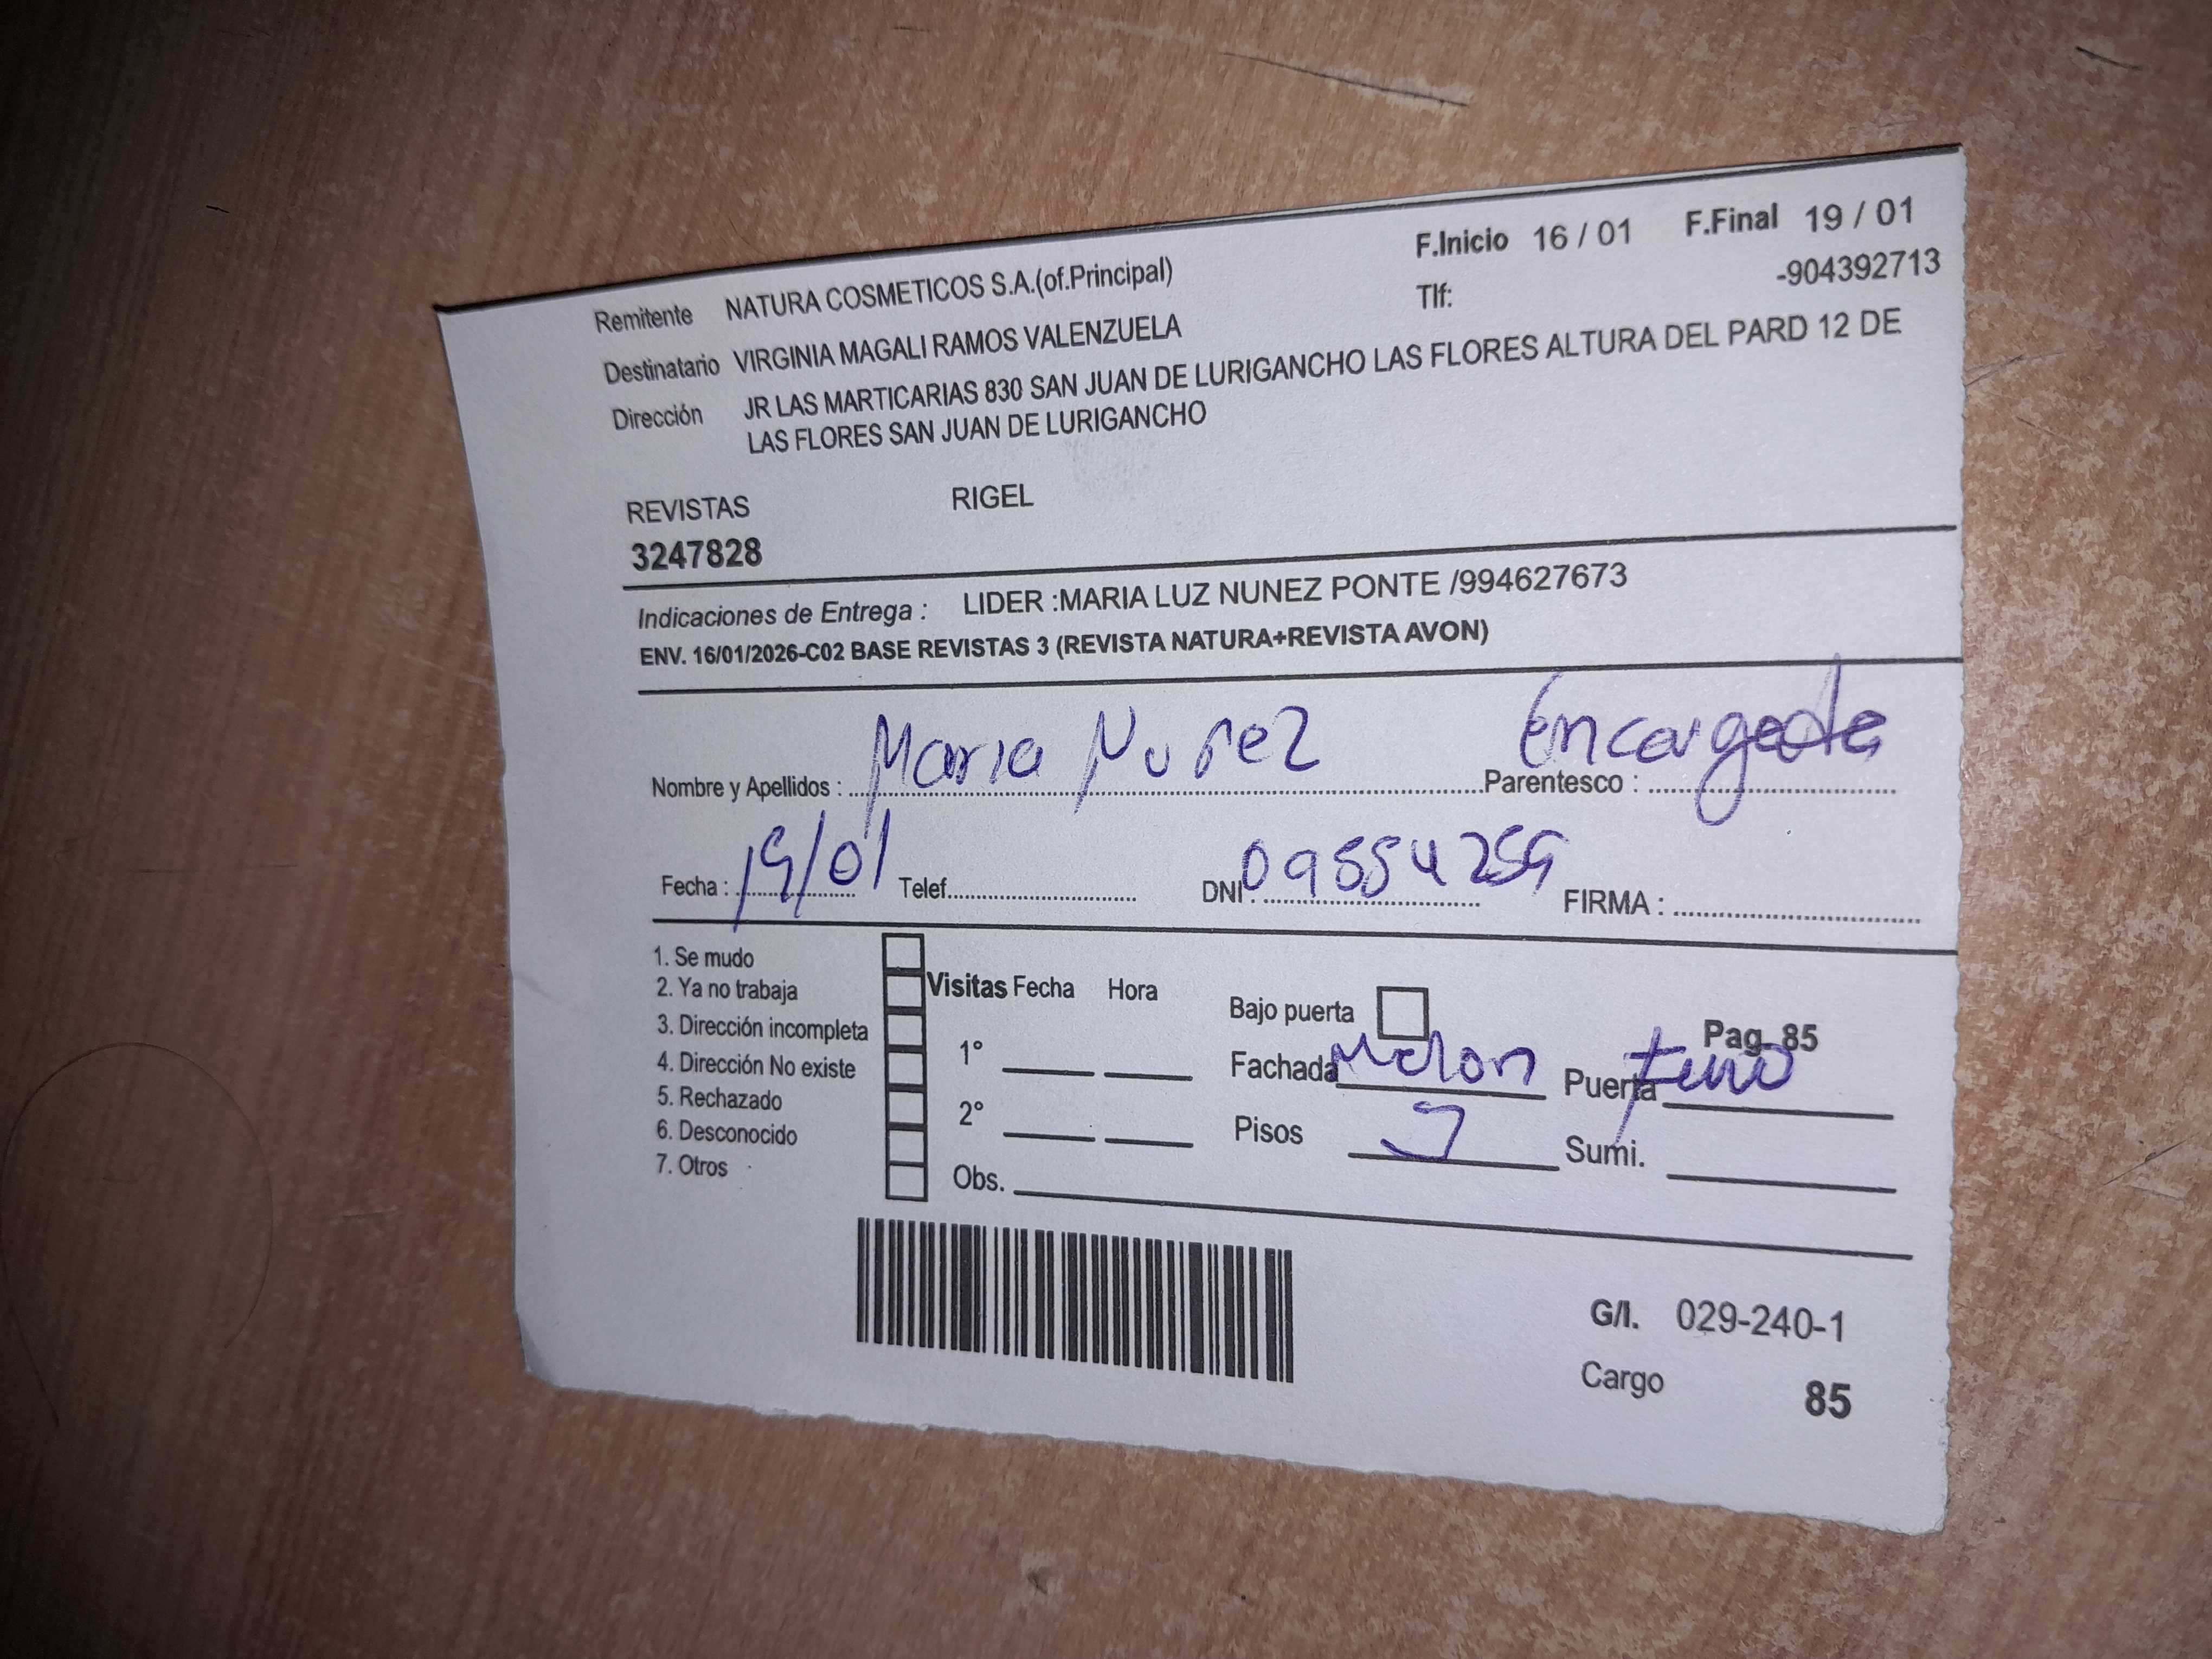 F.Inicio 16 / 01 F.Final 19 / 01
Remitente NATURA COSMETICOS S.A.(of.Principal) Tlf: -904392713
Destinatario VIRGINIA MAGALI RAMOS VALENZUELA
Dirección JR LAS MARTICARIAS 830 SAN JUAN DE LURIGANCHO LAS FLORES ALTURA DEL PARD 12 DE
LAS FLORES SAN JUAN DE LURIGANCHO
REVISTAS RIGEL
3247828
Indicaciones de Entrega : LIDER :MARIA LUZ NUNEZ PONTE /994627673
ENV. 16/01/2026-C02 BASE REVISTAS 3 (REVISTA NATURA+REVISTA AVON)
Nombre y Apellidos : Maria Nuñez Parentesco : Encargada
Fecha : 19/01 Telef. DNI: 09554259 FIRMA :
1. Se mudo
2. Ya no trabaja Visitas Fecha Hora Bajo puerta
3. Dirección incompleta Pag. 85
4. Dirección No existe 1° Fachada Melon Puerta
5. Rechazado
6. Desconocido 2° Pisos Sumi.
7. Otros Obs.
G/I. 029-240-1
Cargo 85